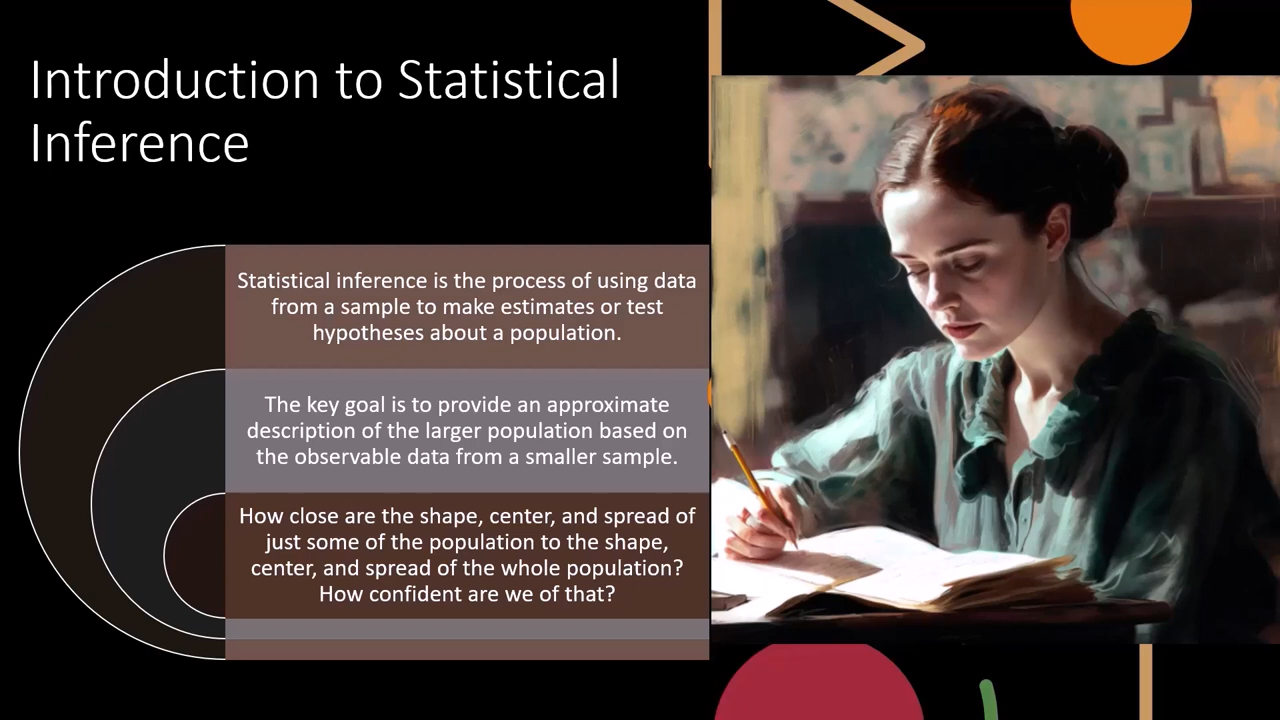 Introduction to Statistical
Inference
Statistical inference is the process of using data
from a sample to make estimates or test
hypotheses about a population.
The key goal is to provide an approximate
description of the larger population based on
the observable data from a smaller sample.
How close are the shape, center, and spread of
just some of the population to the shape,
center, and spread of the whole population?
How confident are we of that?